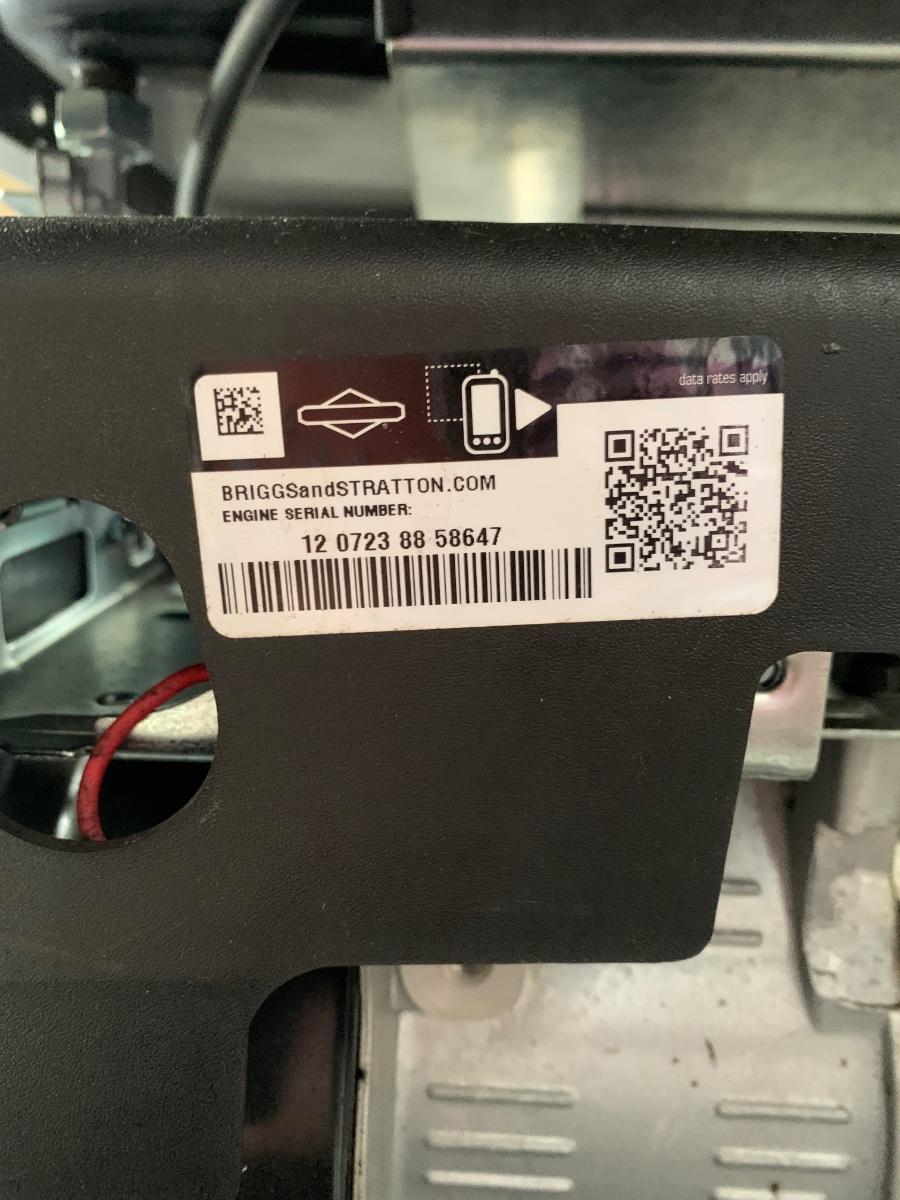 data rates apply
BRIGGSandSTRATTON.COM
ENGINE SERIAL NUMBER:
12 0723 88 58647